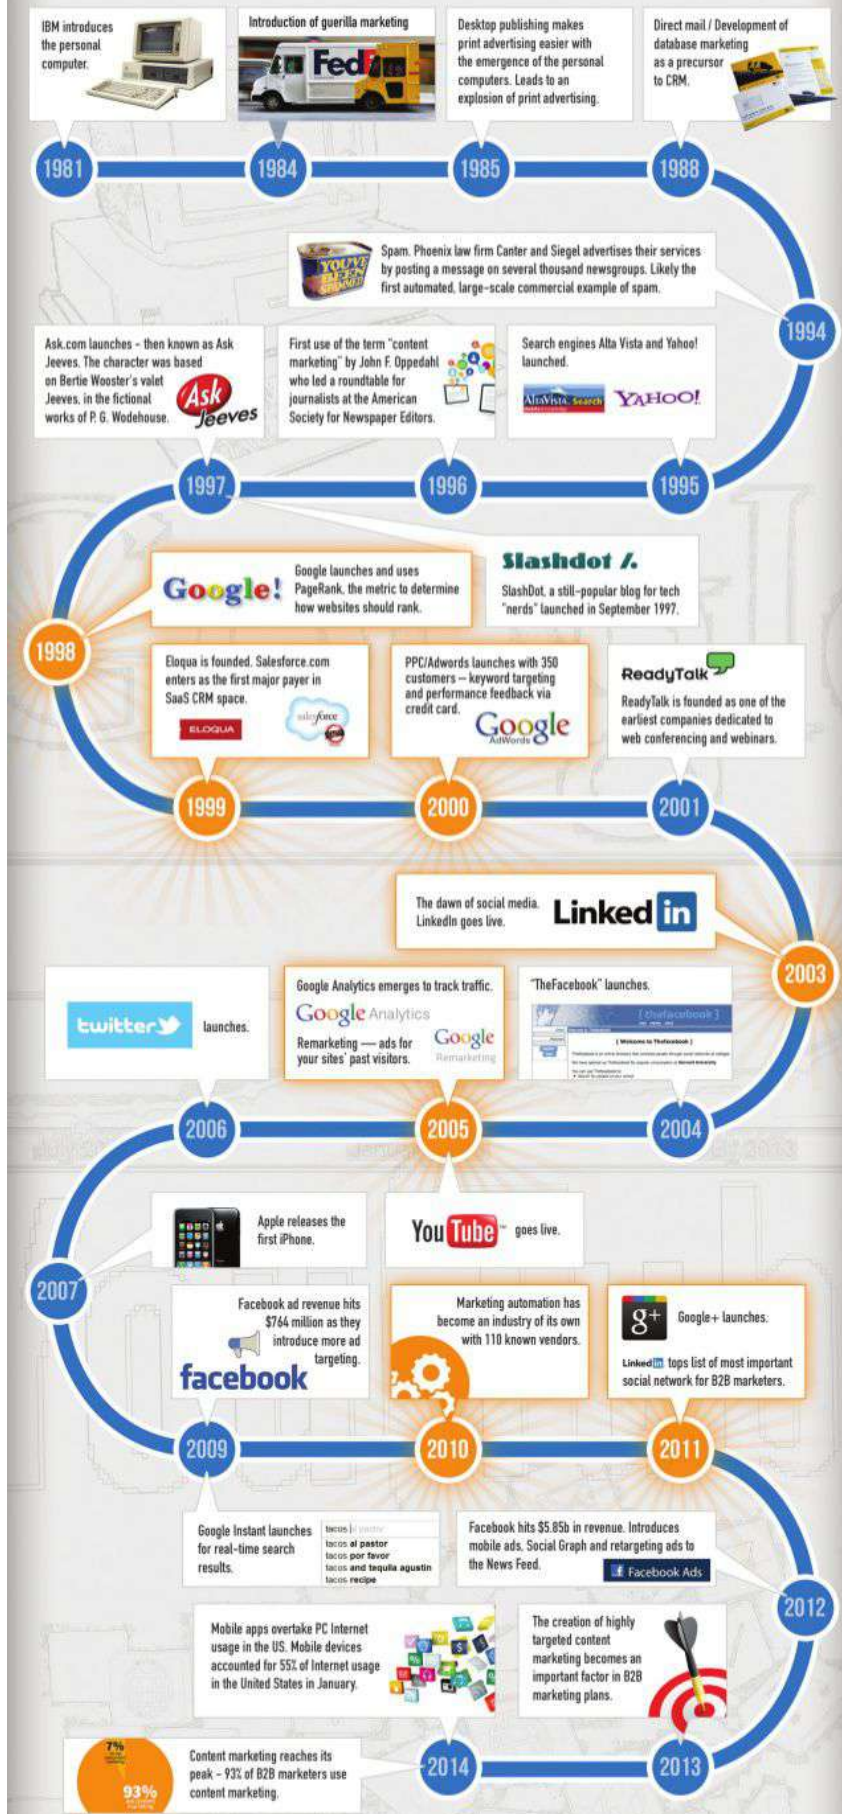 IBM introduces
the personal
computer.
Introduction of guerilla marketing
Fed
Desktop publishing makes
print advertising easier with
the emergence of the personal
computers. Leads to an
explosion of print advertising.
Direct mail / Development of
database marketing
as a precursor
to CRM.
1981
1984
1985
1988
YOU'VE
BEEN
SPAMMED
Spam. Phoenix law firm Canter and Siegel advertises their services
by posting a message on several thousand newsgroups. Likely the
first automated, large-scale commercial example of spam.
1994
Ask.com launches - then known as Ask
Jeeves. The character was based
on Bertie Wooster's valet
Jeeves, in the fictional
works of P. G. Wodehouse.
Ask
Jeeves
First use of the term "content
marketing" by John F. Oppedahl
who led a roundtable for
journalists at the American
Society for Newspaper Editors.
Search engines Alta Vista and Yahoo!
launched.
ALTAVISTA Search
YAHOO!
1997
1996
1995
Google!
Google launches and uses
PageRank, the metric to determine
how websites should rank.
Slashdot /.
SlashDot, a still-popular blog for tech
"nerds" launched in September 1997.
1998
Eloqua is founded. Salesforce.com
enters as the first major payer in
SaaS CRM space.
ELOQUA
salesforce
PPC/Adwords launches with 350
customers – keyword targeting
and performance feedback via
credit card.
Google
AdWords
ReadyTalk
ReadyTalk is founded as one of the
earliest companies dedicated to
web conferencing and webinars.
1999
2000
2001
The dawn of social media.
LinkedIn goes live.
Linked in
2003
twitter
launches.
Google Analytics emerges to track traffic.
Google Analytics
Remarketing — ads for
your sites' past visitors.
Google
Remarketing
"TheFacebook" launches.
[ thefacebook ]
[ Welcome to Thefacebook ]
2006
2005
2004
Apple releases the
first iPhone.
You Tube™ goes live.
2007
Facebook ad revenue hits
$764 million as they
introduce more ad
targeting.
facebook
Marketing automation has
become an industry of its own
with 110 known vendors.
g+
Google+ launches.
Linked in tops list of most important
social network for B2B marketers.
2009
2010
2011
Google Instant launches
for real-time search
results.
tacos al pastor
tacos al pastor
tacos por favor
tacos and tequila agustin
tacos recipe
Facebook hits $5.85b in revenue. Introduces
mobile ads, Social Graph and retargeting ads to
the News Feed.
f Facebook Ads
2012
Mobile apps overtake PC Internet
usage in the US. Mobile devices
accounted for 55% of Internet usage
in the United States in January.
The creation of highly
targeted content
marketing becomes an
important factor in B2B
marketing plans.
2014
2013
7%
93%
Content marketing reaches its
peak – 93% of B2B marketers use
content marketing.